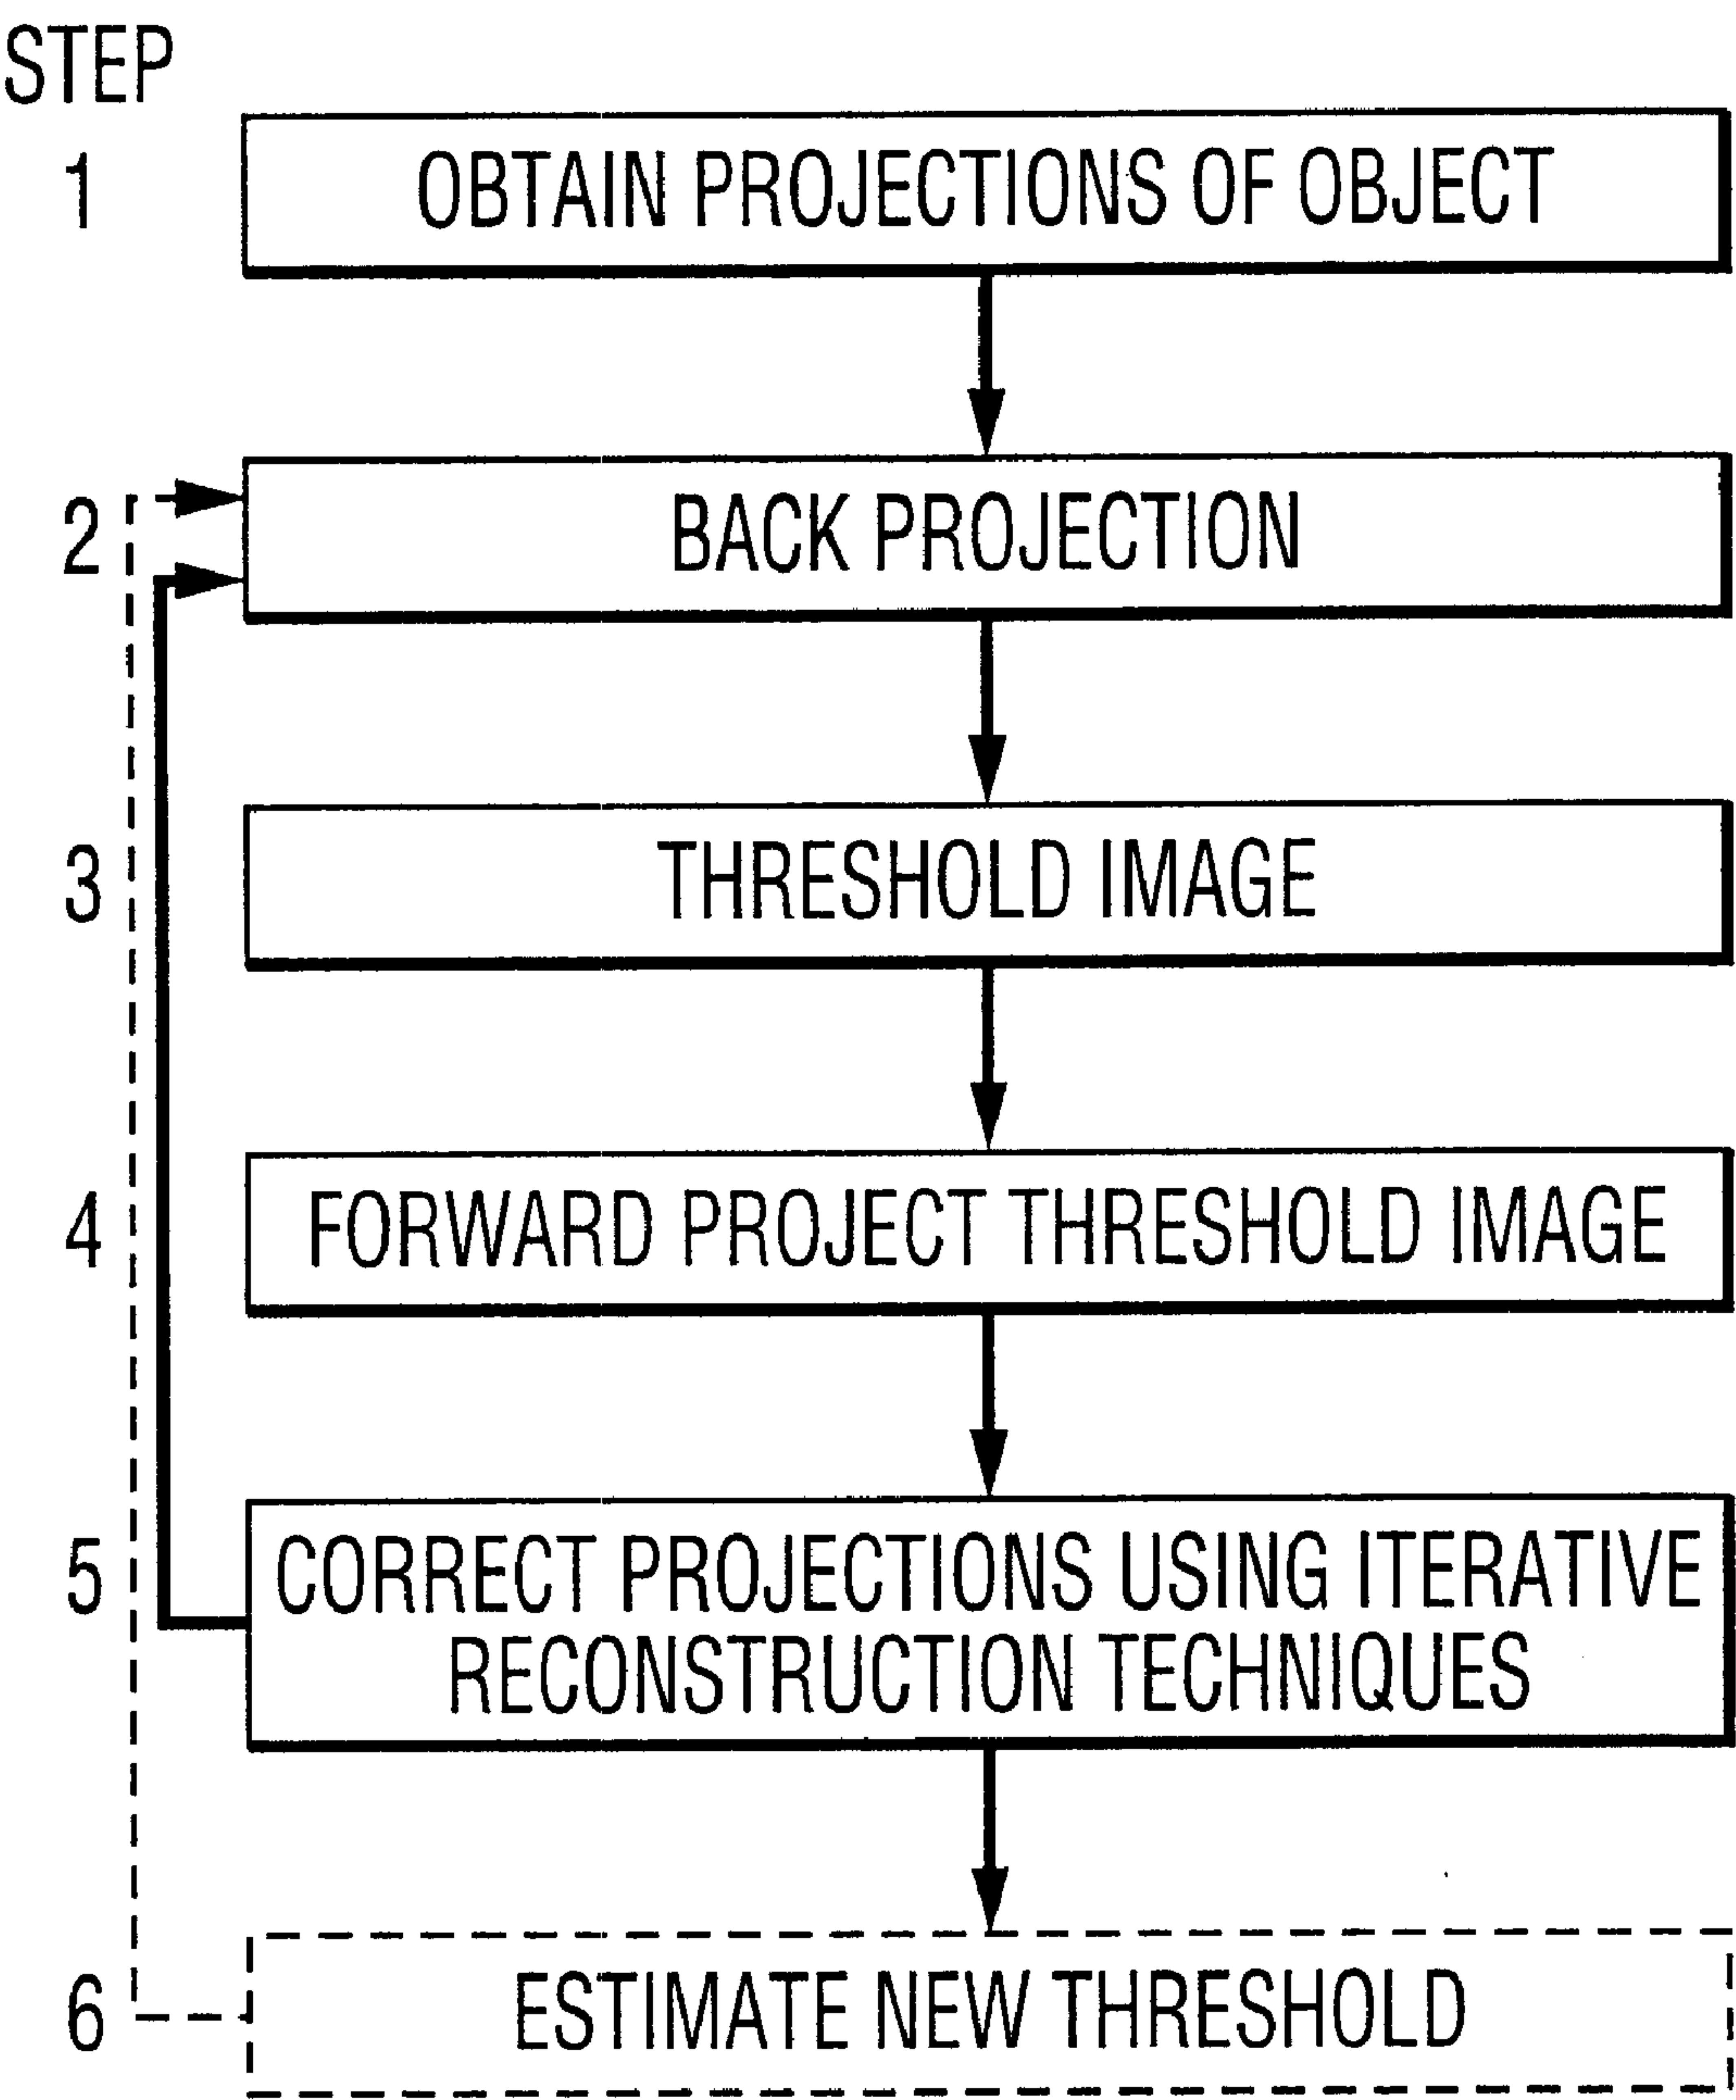 STEP
1 OBTAIN PROJECTIONS OF OBJECT
2 BACK PROJECTION
3 THRESHOLD IMAGE
4 FORWARD PROJECT THRESHOLD IMAGE
5 CORRECT PROJECTIONS USING ITERATIVE
RECONSTRUCTION TECHNIQUES
6 ESTIMATE NEW THRESHOLD